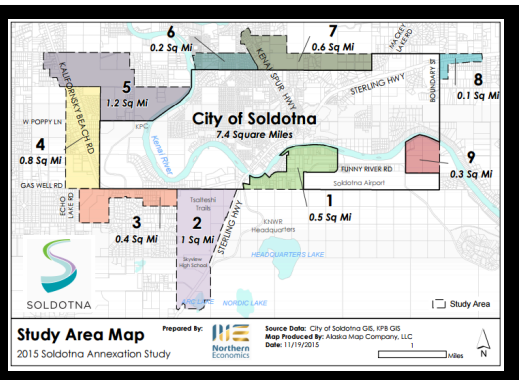 6
0.2 Sq Mi
7
0.6 Sq Mi
MACKEY
LAKE RD
KENAI SPUR HWY
STERLING HWY
BOUNDARY ST
8
0.1 Sq Mi
KALIFORNSKY BEACH RD
5
1.2 Sq Mi
City of Soldotna
7.4 Square Miles
W POPPY LN
KPC
Kenai River
4
0.8 Sq Mi
9
0.3 Sq Mi
GAS WELL RD
FUNNY RIVER RD
Soldotna Airport
ECHO
LAKE RD
1
0.5 Sq Mi
3
0.4 Sq Mi
Tsalteshi
Trails
2
1 Sq Mi
STERLING HWY
KNWR
Headquarters
Skyview
High School
HEADQUARTER'S LAKE
ARC LAKE
NORDIC LAKE
SOLDOTNA
Study Area
Study Area Map
2015 Soldotna Annexation Study
Prepared By:
Northern
Economics
Source Data: City of Soldotna GIS, KPB GIS
Map Produced By: Alaska Map Company, LLC
Date: 11/19/2015
1
Miles
N